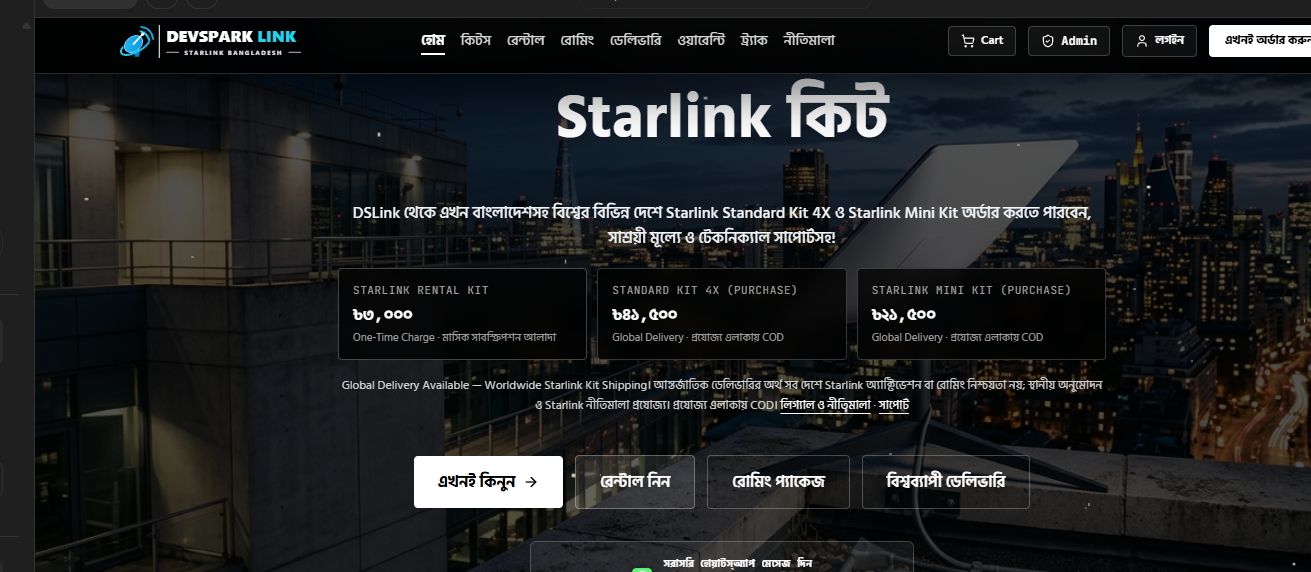 DEVSPARK LINK
STARLINK BANGLADESH
হোম কিটস রেন্টাল রোমিং ডেলিভারি ওয়ারেন্টি ট্র্যাক নীতিমালা
Cart Admin লগইন এখনই অর্ডার করুন
Starlink কিট
DSLink থেকে এখন বাংলাদেশসহ বিশ্বের বিভিন্ন দেশে Starlink Standard Kit 4X ও Starlink Mini Kit অর্ডার করতে পারবেন,
সাশ্রয়ী মূল্যে ও টেকনিক্যাল সাপোর্টসহ!
STARLINK RENTAL KIT
৳৩,০০০
One-Time Charge · মাসিক সাবস্ক্রিপশন আলাদা
STANDARD KIT 4X (PURCHASE)
৳৪১,৫০০
Global Delivery · প্রযোজ্য এলাকায় COD
STARLINK MINI KIT (PURCHASE)
৳২১,৫০০
Global Delivery · প্রযোজ্য এলাকায় COD
Global Delivery Available — Worldwide Starlink Kit Shipping। আন্তর্জাতিক ডেলিভারির অর্থ সব দেশে Starlink অ্যাক্টিভেশন বা রোমিং নিশ্চয়তা নয়; স্থানীয় অনুমোদন
ও Starlink নীতিমালা প্রযোজ্য। প্রযোজ্য এলাকায় COD। লিগ্যাল ও নীতিমালা · সাপোর্ট
এখনই কিনুন →
রেন্টাল নিন
রোমিং প্যাকেজ
বিশ্বব্যাপী ডেলিভারি
সরাসরি হোয়াটসঅ্যাপ মেসেজ দিন